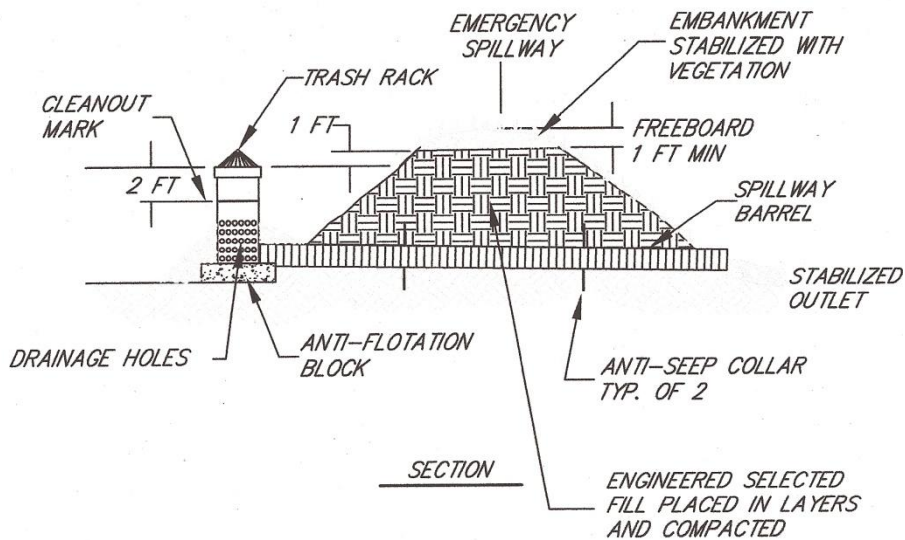 EMERGENCY
SPILLWAY
EMBANKMENT
STABILIZED WITH
VEGETATION
TRASH RACK
CLEANOUT
MARK
1 FT
FREEBOARD
1 FT MIN
2 FT
SPILLWAY
BARREL
STABILIZED
OUTLET
DRAINAGE HOLES
ANTI-FLOTATION
BLOCK
ANTI-SEEP COLLAR
TYP. OF 2
SECTION
ENGINEERED SELECTED
FILL PLACED IN LAYERS
AND COMPACTED